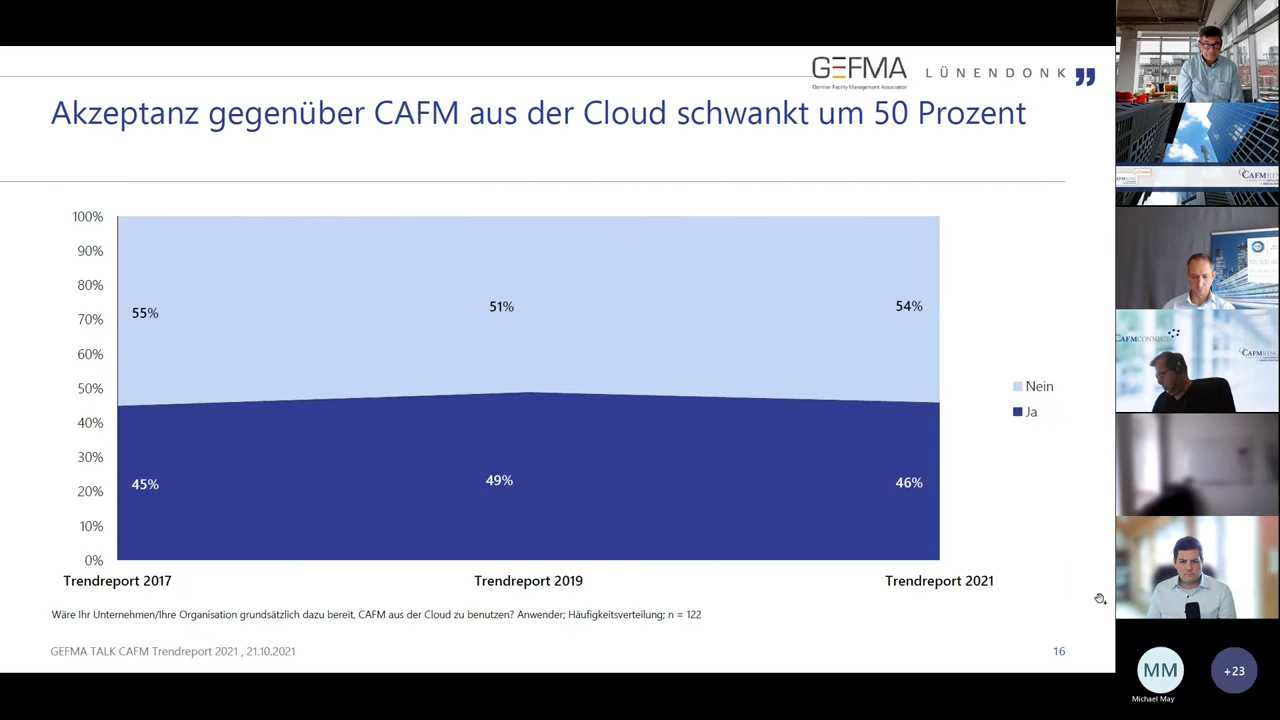 GEFMA
German Facility Management Association
LÜNENDONK
Akzeptanz gegenüber CAFM aus der Cloud schwankt um 50 Prozent
100%
90%
80%
70%
60%
50%
40%
30%
20%
10%
0%
55%
51%
54%
45%
49%
46%
Nein
Ja
Trendreport 2017
Trendreport 2019
Trendreport 2021
Wäre Ihr Unternehmen/Ihre Organisation grundsätzlich dazu bereit, CAFM aus der Cloud zu benutzen? Anwender; Häufigkeitsverteilung; n = 122
GEFMA TALK CAFM Trendreport 2021 , 21.10.2021
16
CAFMRING
CAFMCONNECT
MM
+23
Michael May